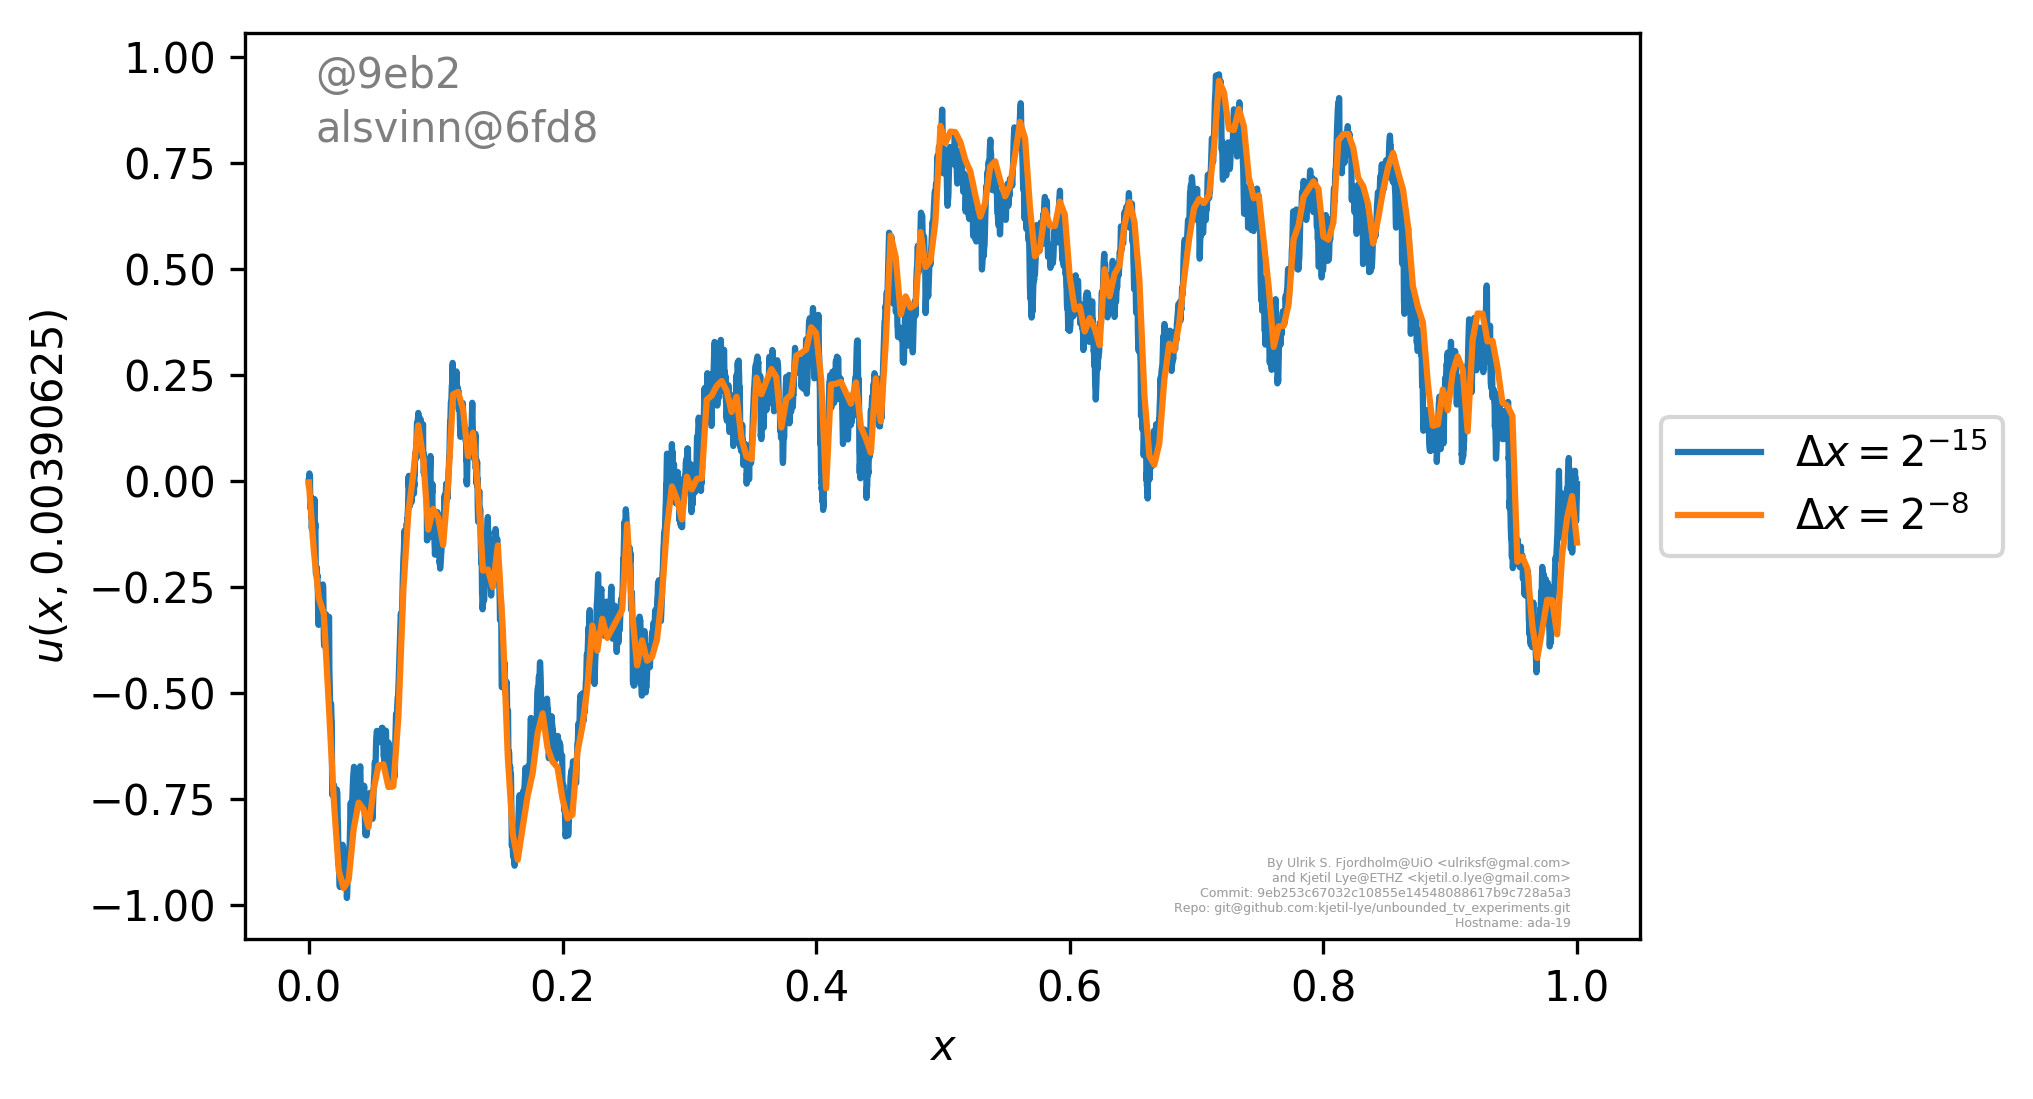 @9eb2
alsvinn@6fd8
1.00
0.75
0.50
0.25
0.00
−0.25
−0.50
−0.75
−1.00
u(x, 0.00390625)
0.0 0.2 0.4 0.6 0.8 1.0
x
Δx = 2⁻¹⁵
Δx = 2⁻⁸
By Ulrik S. Fjordholm@UiO <ulriksf@gmal.com>
and Kjetil Lye@ETHZ <kjetil.o.lye@gmail.com>
Commit: 9eb253c67032c10855e14548088617b9c728a5a3
Repo: git@github.com:kjetil-lye/unbounded_tv_experiments.git
Hostname: ada-19